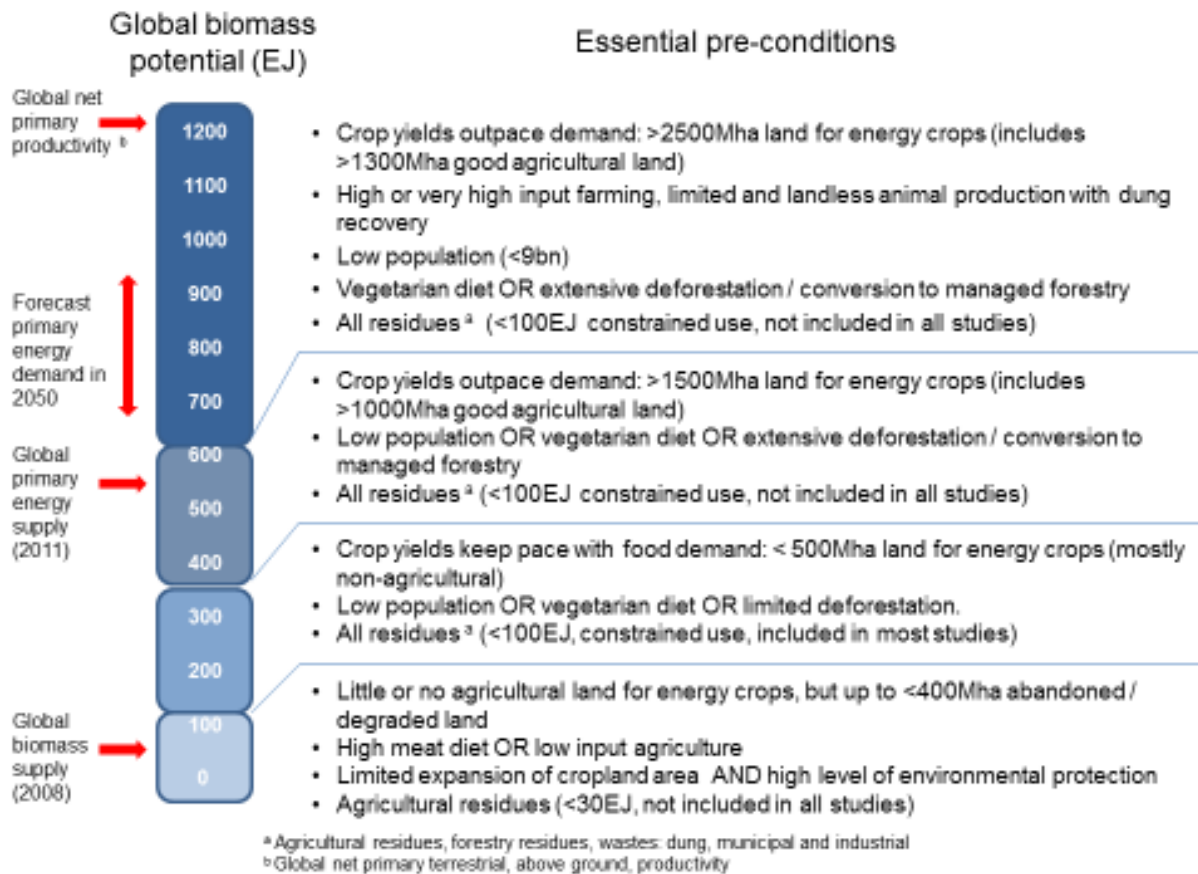 Global biomass
potential (EJ)
Essential pre-conditions
Global net
primary
productivity ᵇ
1200
1100
1000
900
800
700
600
500
400
300
200
100
0
Forecast
primary
energy
demand in
2050
Global
primary
energy
supply
(2011)
Global
biomass
supply
(2008)
• Crop yields outpace demand: >2500Mha land for energy crops (includes
>1300Mha good agricultural land)
• High or very high input farming, limited and landless animal production with dung
recovery
• Low population (<9bn)
• Vegetarian diet OR extensive deforestation / conversion to managed forestry
• All residues ᵃ (<100EJ constrained use, not included in all studies)
• Crop yields outpace demand: >1500Mha land for energy crops (includes
>1000Mha good agricultural land)
• Low population OR vegetarian diet OR extensive deforestation / conversion to
managed forestry
• All residues ᵃ (<100EJ constrained use, not included in all studies)
• Crop yields keep pace with food demand: < 500Mha land for energy crops (mostly
non-agricultural)
• Low population OR vegetarian diet OR limited deforestation.
• All residues ᵃ (<100EJ, constrained use, included in most studies)
• Little or no agricultural land for energy crops, but up to <400Mha abandoned /
degraded land
• High meat diet OR low input agriculture
• Limited expansion of cropland area AND high level of environmental protection
• Agricultural residues (<30EJ, not included in all studies)
ᵃ Agricultural residues, forestry residues, wastes: dung, municipal and industrial
ᵇ Global net primary terrestrial, above ground, productivity